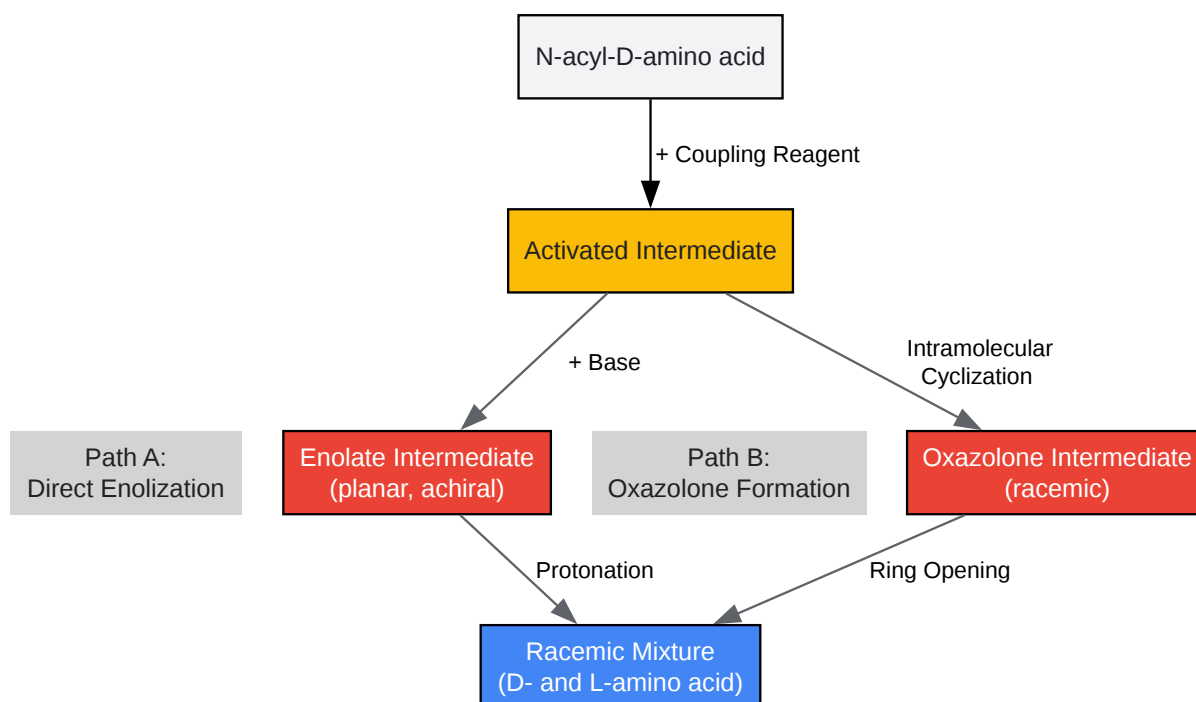 N-acyl-D-amino acid
+ Coupling Reagent
Activated Intermediate
+ Base
Intramolecular
Cyclization
Path A:
Direct Enolization
Enolate Intermediate
(planar, achiral)
Path B:
Oxazolone Formation
Oxazolone Intermediate
(racemic)
Protonation
Ring Opening
Racemic Mixture
(D- and L-amino acid)